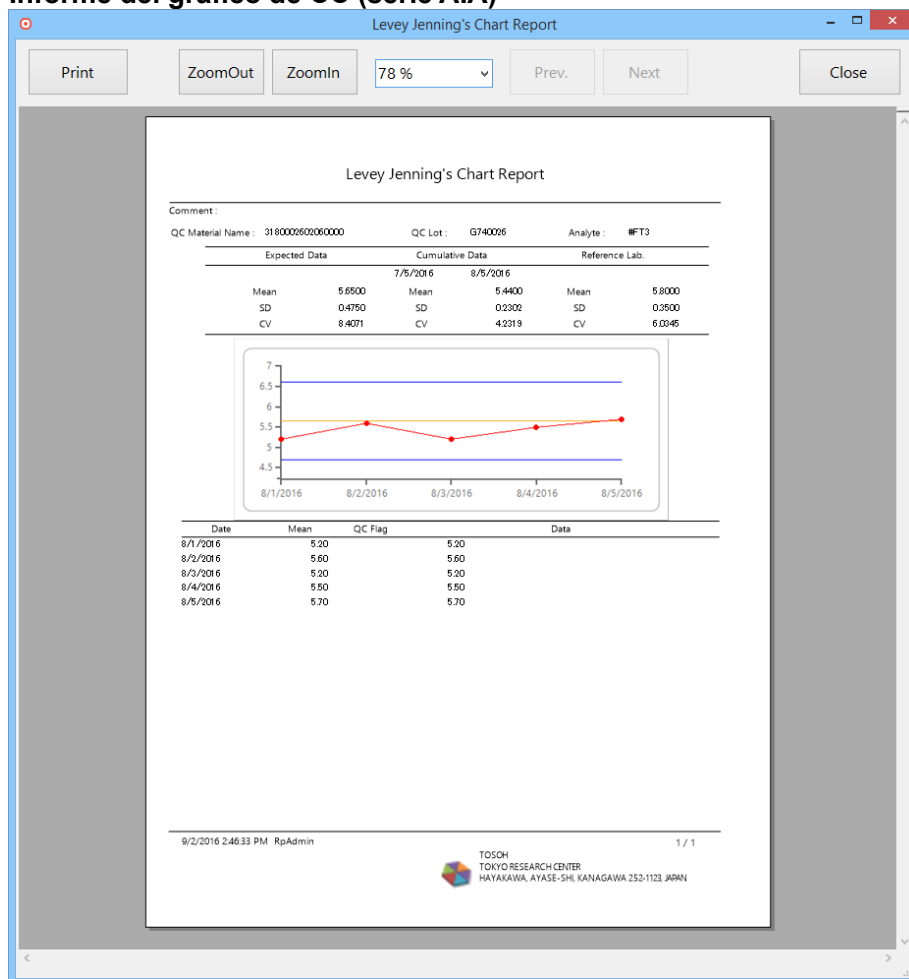 Informe del gráfico de CC (serie AIA)
Levey Jenning's Chart Report
Print ZoomOut ZoomIn 78 % Prev. Next Close
Levey Jenning's Chart Report
Comment :
QC Material Name : 3180002602060000 QC Lot : G740026 Analyte : #FT3
Expected Data Cumulative Data Reference Lab.
7/5/2016 8/5/2016
Mean 5.6500 Mean 5.4400 Mean 5.8000
SD 0.4750 SD 0.2302 SD 0.3500
CV 8.4071 CV 4.2319 CV 6.0345
7
6.5
6
5.5
5
4.5
8/1/2016 8/2/2016 8/3/2016 8/4/2016 8/5/2016
Date Mean QC Flag Data
8/1/2016 5.20 5.20
8/2/2016 5.60 5.60
8/3/2016 5.20 5.20
8/4/2016 5.50 5.50
8/5/2016 5.70 5.70
9/2/2016 2:46:33 PM RpAdmin 1 / 1
TOSOH
TOKYO RESEARCH CENTER
HAYAKAWA, AYASE-SHI, KANAGAWA 252-1123, JAPAN